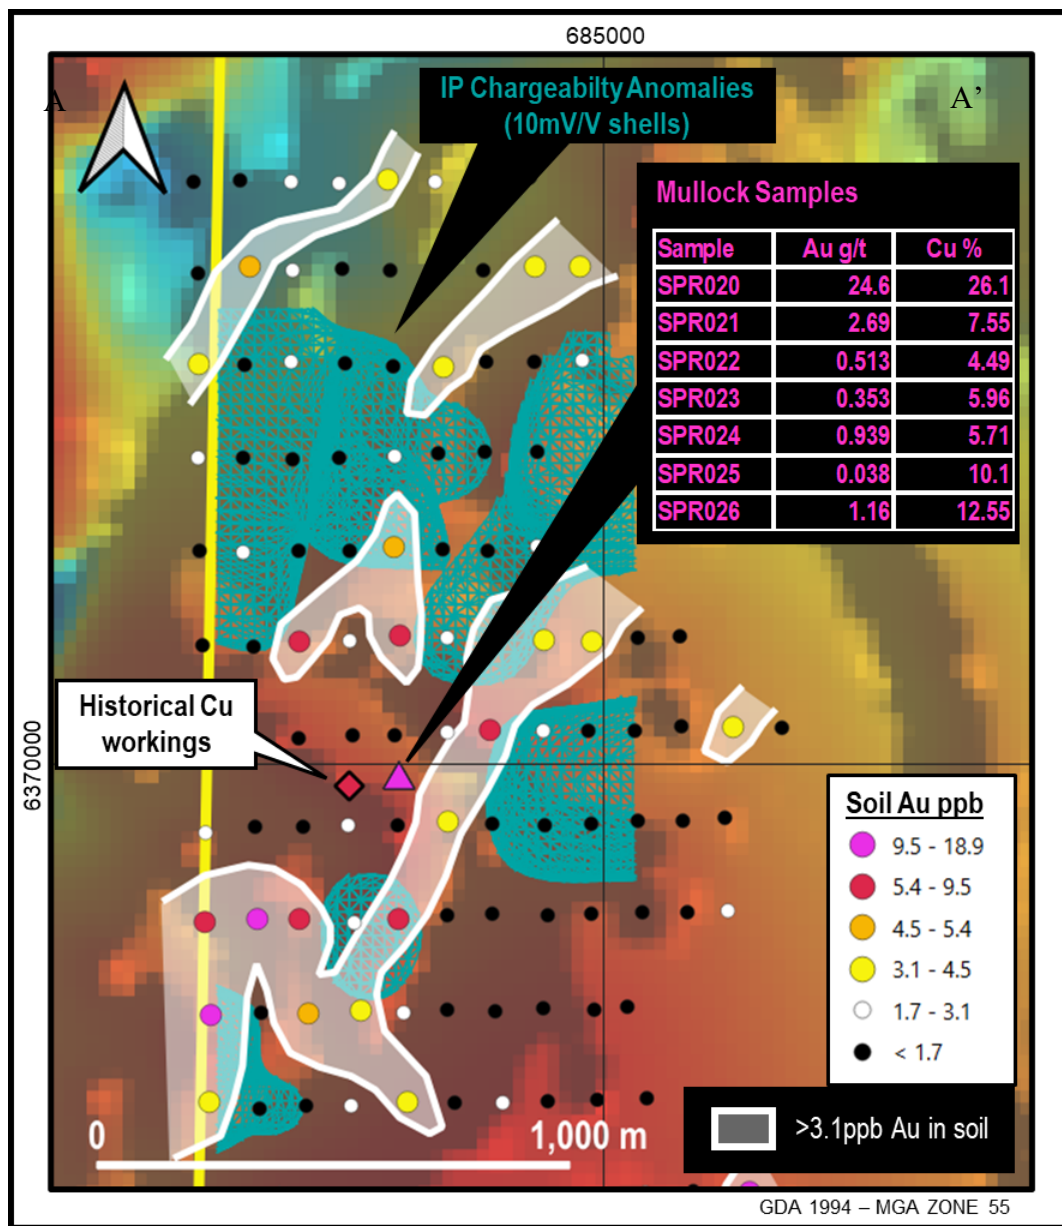 685000
A
A’
IP Chargeabilty Anomalies
(10mV/V shells)
Mullock Samples
Sample Au g/t Cu %
SPR020 24.6 26.1
SPR021 2.69 7.55
SPR022 0.513 4.49
SPR023 0.353 5.96
SPR024 0.939 5.71
SPR025 0.038 10.1
SPR026 1.16 12.55
Historical Cu
workings
6370000
Soil Au ppb
9.5 - 18.9
5.4 - 9.5
4.5 - 5.4
3.1 - 4.5
1.7 - 3.1
< 1.7
>3.1ppb Au in soil
0 1,000 m
GDA 1994 – MGA ZONE 55